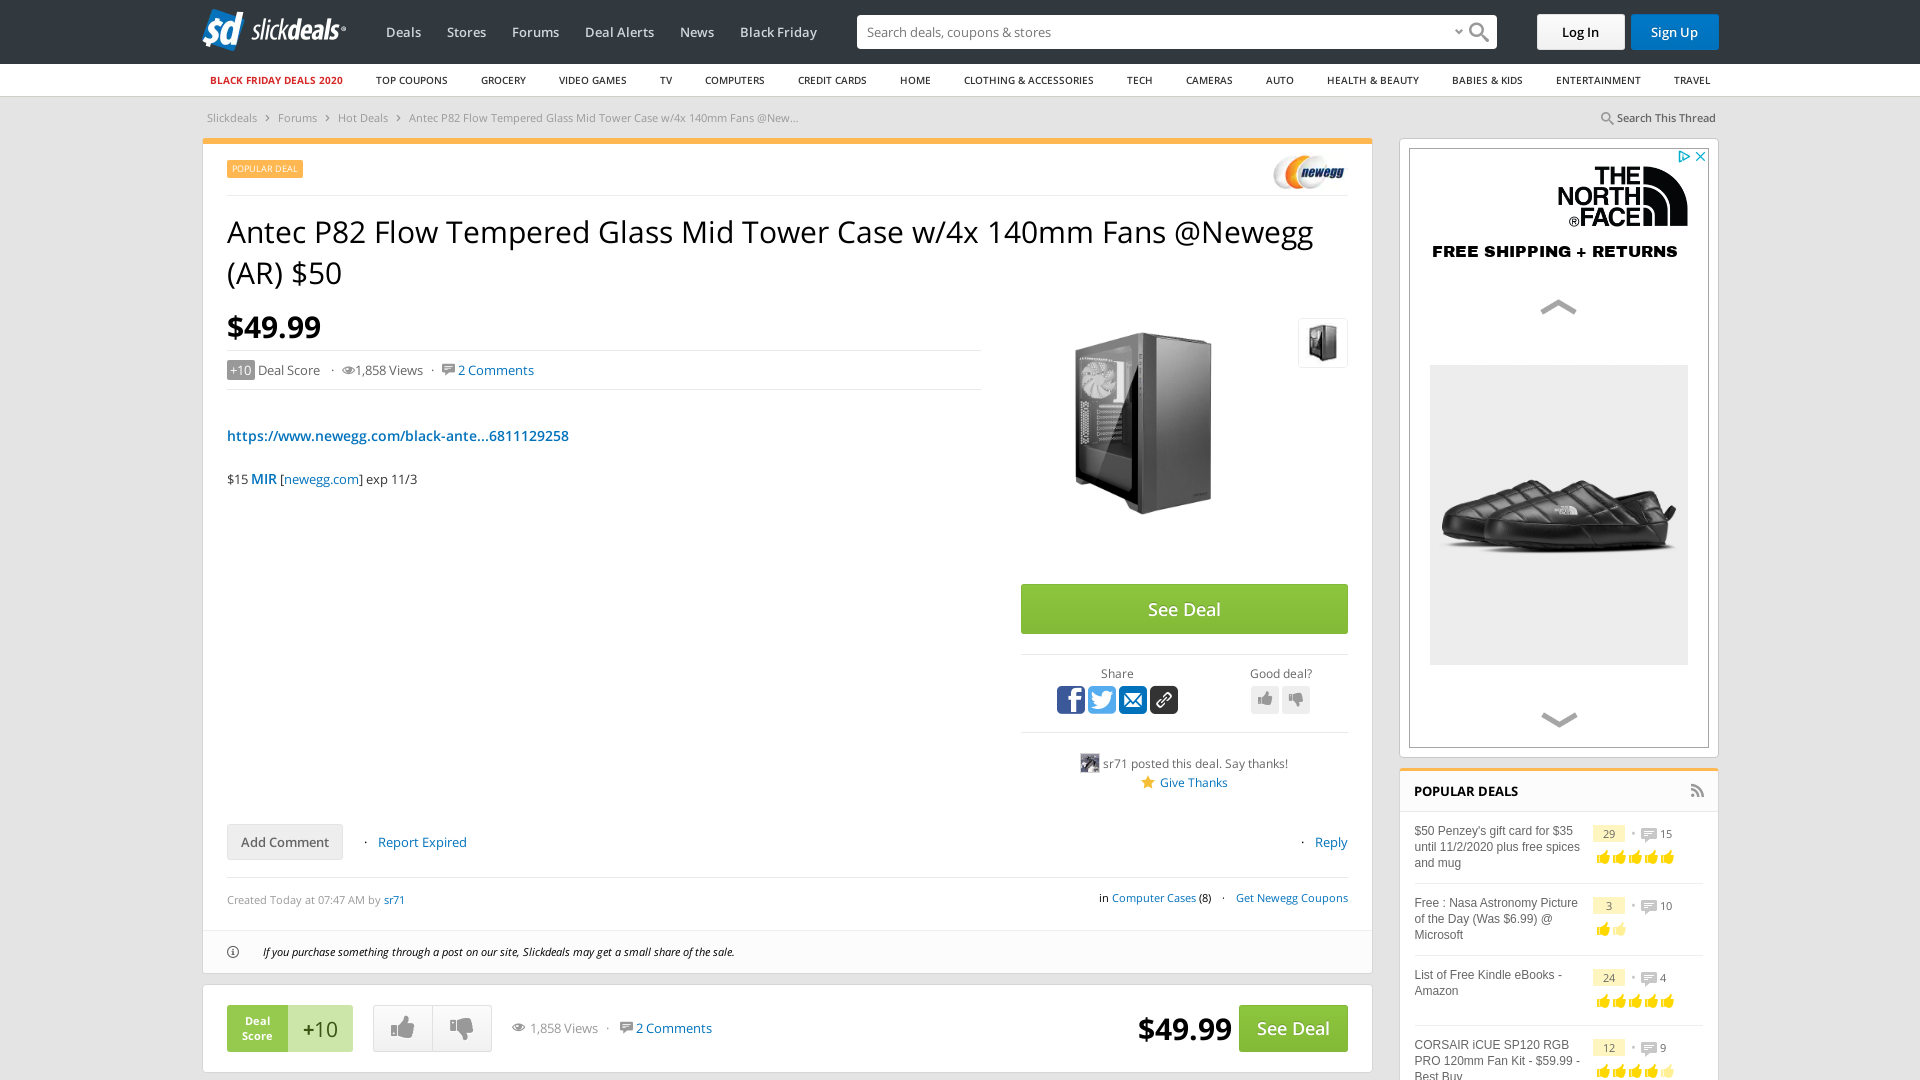 slickdeals
Deals
Stores
Forums
Deal Alerts
News
Black Friday
Search deals, coupons & stores
Log In
Sign Up
BLACK FRIDAY DEALS 2020
TOP COUPONS
GROCERY
VIDEO GAMES
TV
COMPUTERS
CREDIT CARDS
HOME
CLOTHING & ACCESSORIES
TECH
CAMERAS
AUTO
HEALTH & BEAUTY
BABIES & KIDS
ENTERTAINMENT
TRAVEL
Slickdeals › Forums › Hot Deals › Antec P82 Flow Tempered Glass Mid Tower Case w/4x 140mm Fans @New...
Search This Thread
POPULAR DEAL
newegg
Antec P82 Flow Tempered Glass Mid Tower Case w/4x 140mm Fans @Newegg
(AR) $50
$49.99
+10 Deal Score · 1,858 Views · 2 Comments
https://www.newegg.com/black-ante...6811129258
$15 MIR [newegg.com] exp 11/3
See Deal
Share
Good deal?
sr71 posted this deal. Say thanks!
Give Thanks
Add Comment · Report Expired
· Reply
Created Today at 07:47 AM by sr71
in Computer Cases (8) · Get Newegg Coupons
If you purchase something through a post on our site, Slickdeals may get a small share of the sale.
Deal
Score
+10
1,858 Views · 2 Comments
$49.99
See Deal
THE
NORTH
®FACE
FREE SHIPPING + RETURNS
POPULAR DEALS
$50 Penzey's gift card for $35
until 11/2/2020 plus free spices
and mug
29 • 15
Free : Nasa Astronomy Picture
of the Day (Was $6.99) @
Microsoft
3 • 10
List of Free Kindle eBooks -
Amazon
24 • 4
CORSAIR iCUE SP120 RGB
PRO 120mm Fan Kit - $59.99 -
Best Buy
12 • 9